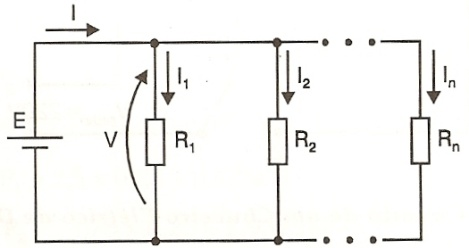 I
I₁
I₂
Iₙ
E
V
R₁
R₂
Rₙ